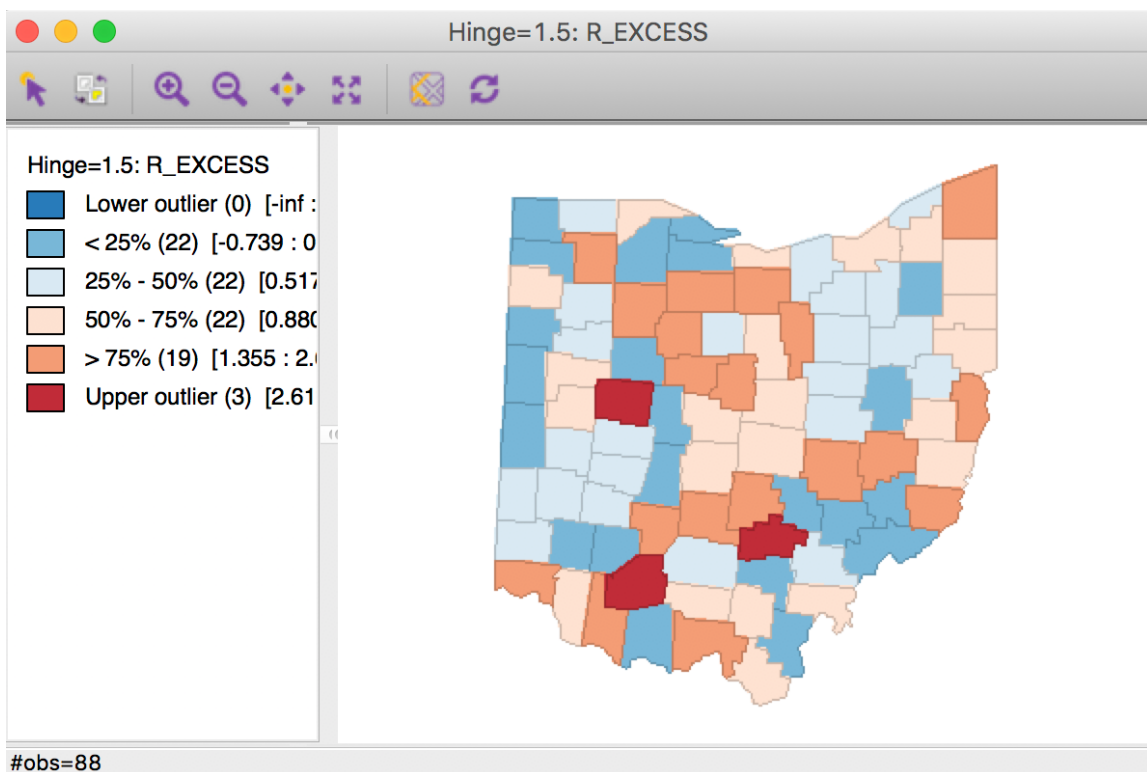 Hinge=1.5: R_EXCESS
Hinge=1.5: R_EXCESS
Lower outlier (0) [-inf :
< 25% (22) [-0.739 : 0
25% - 50% (22) [0.517
50% - 75% (22) [0.880
> 75% (19) [1.355 : 2.
Upper outlier (3) [2.61
#obs=88